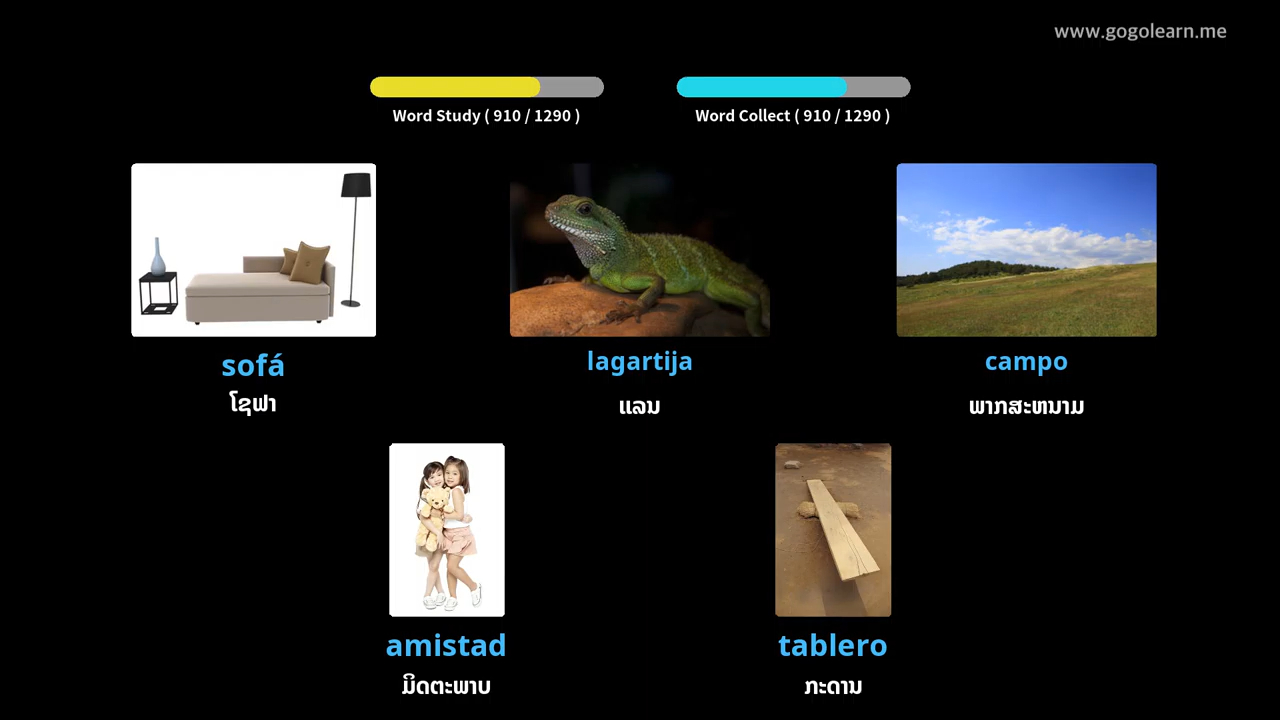 www.gogolearn.me
Word Study ( 910 / 1290 )
Word Collect ( 910 / 1290 )
sofá
ໂຊຟາ
lagartija
ແລນ
campo
ພາກສະຫນາມ
amistad
ມິດຕະພາບ
tablero
ກະດານ